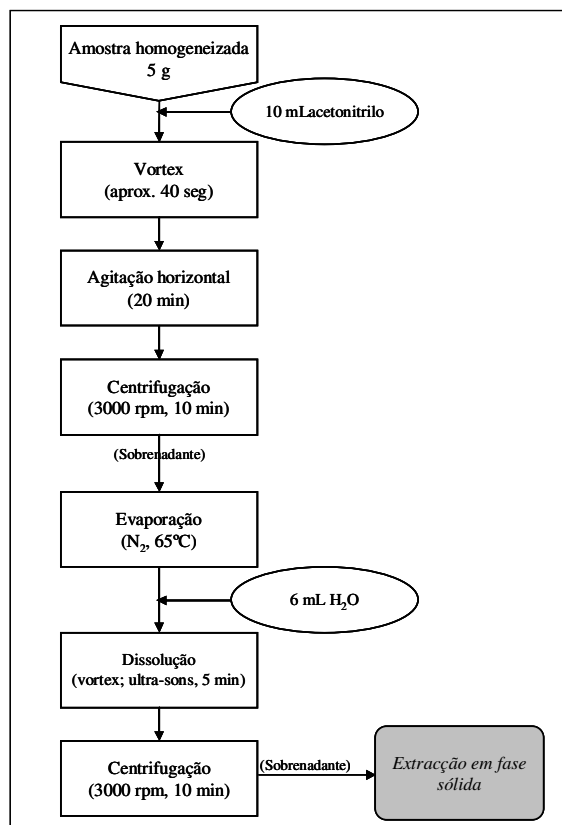 Amostra homogeneizada
5 g
10 mLacetonitrilo
Vortex
(aprox. 40 seg)
Agitação horizontal
(20 min)
Centrifugação
(3000 rpm, 10 min)
(Sobrenadante)
Evaporação
(N₂, 65ºC)
6 mL H₂O
Dissolução
(vortex; ultra-sons, 5 min)
Centrifugação
(3000 rpm, 10 min)
(Sobrenadante)
Extracção em fase
sólida